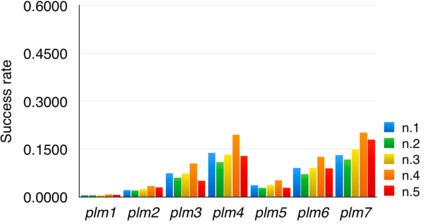 Success rate
0.6000
0.4500
0.3000
0.1500
0.0000
plm1 plm2 plm3 plm4 plm5 plm6 plm7
n.1
n.2
n.3
n.4
n.5